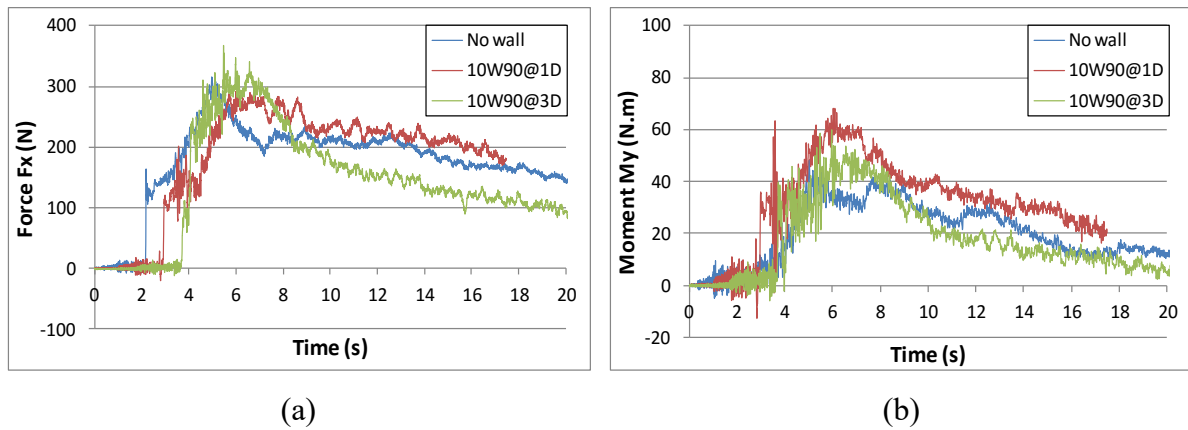 400
300
200
100
0
-100
Force Fx (N)
0 2 4 6 8 10 12 14 16 18 20
Time (s)
No wall
10W90@1D
10W90@3D
(a)
100
80
60
40
20
0
-20
Moment My (N.m)
0 2 4 6 8 10 12 14 16 18 20
Time (s)
No wall
10W90@1D
10W90@3D
(b)